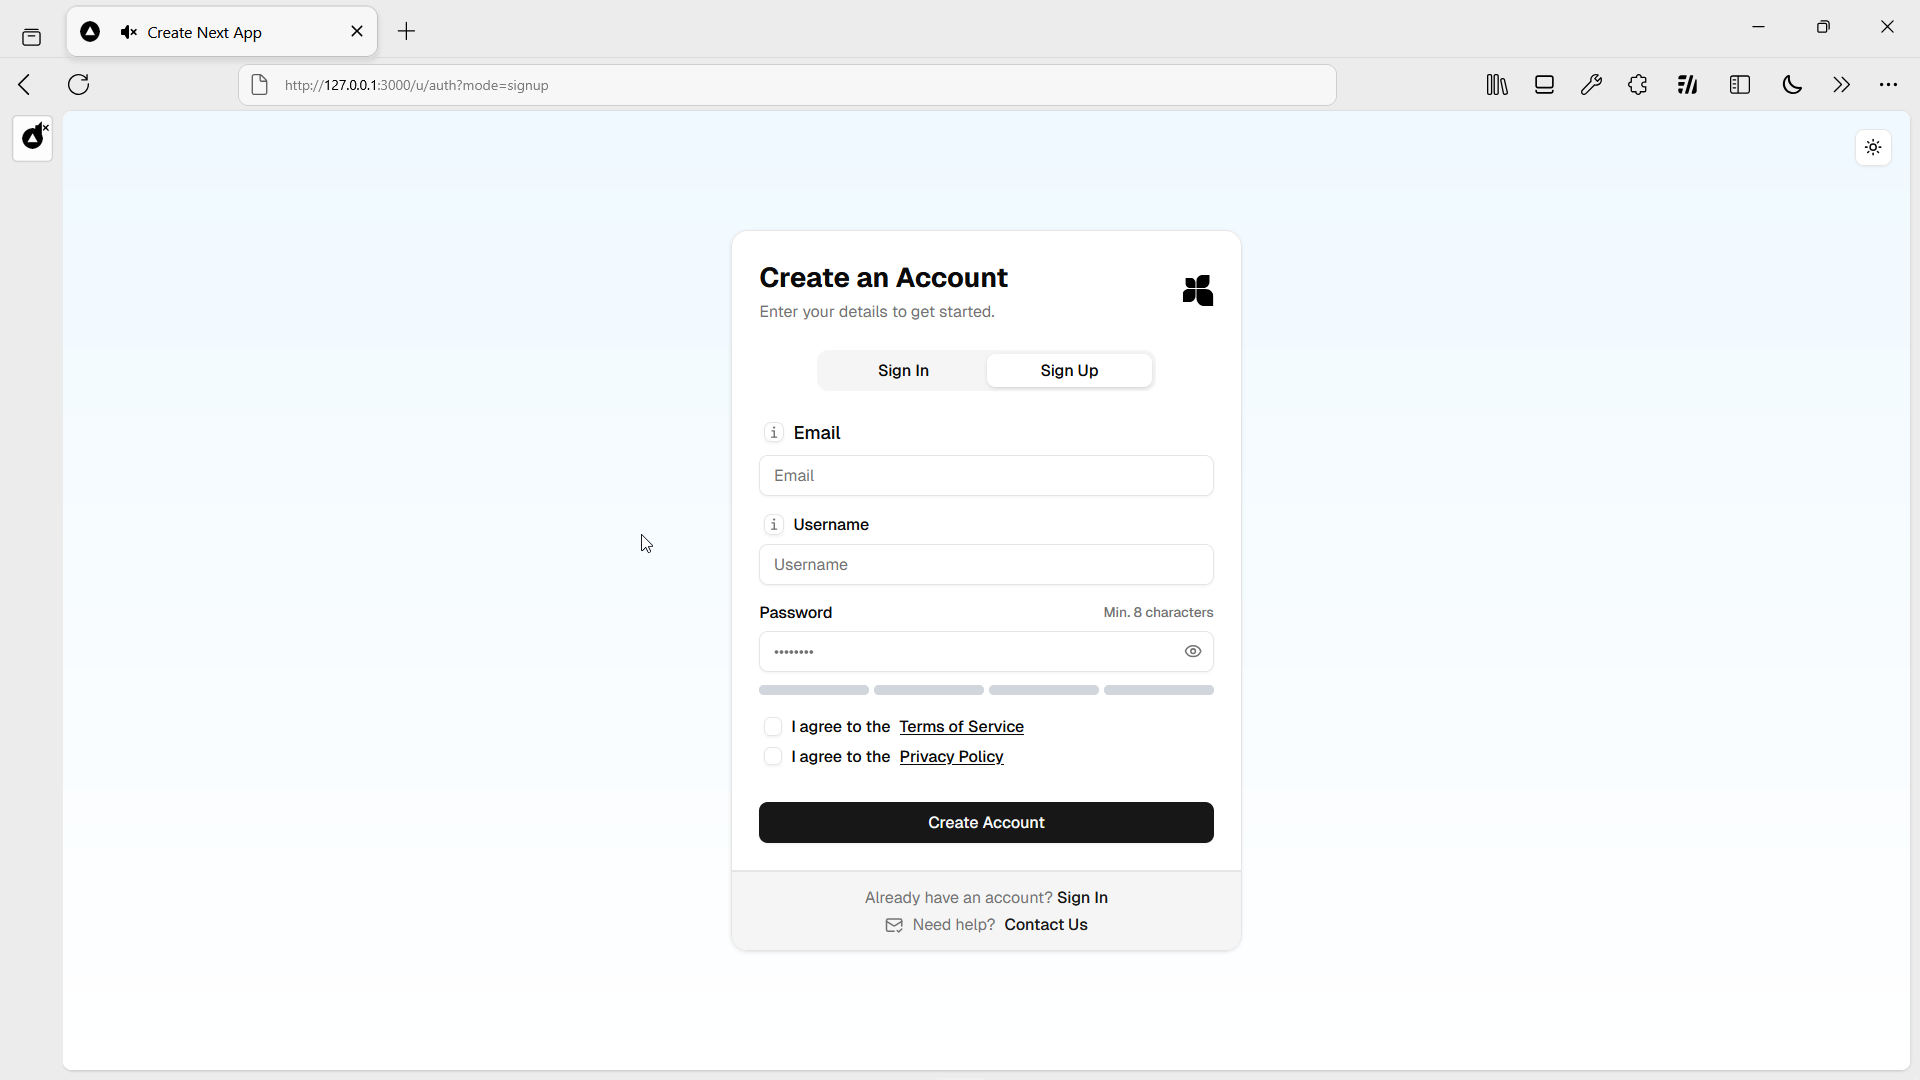 Create Next App
http://127.0.0.1:3000/u/auth?mode=signup
Create an Account
Enter your details to get started.
Sign In
Sign Up
i Email
Email
i Username
Username
Password
Min. 8 characters
••••••••
I agree to the Terms of Service
I agree to the Privacy Policy
Create Account
Already have an account? Sign In
Need help? Contact Us